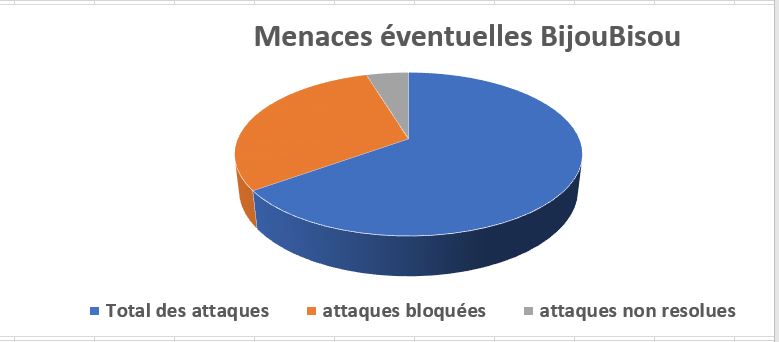 Menaces éventuelles BijouBisou
Total des attaques attaques bloquées attaques non resolues